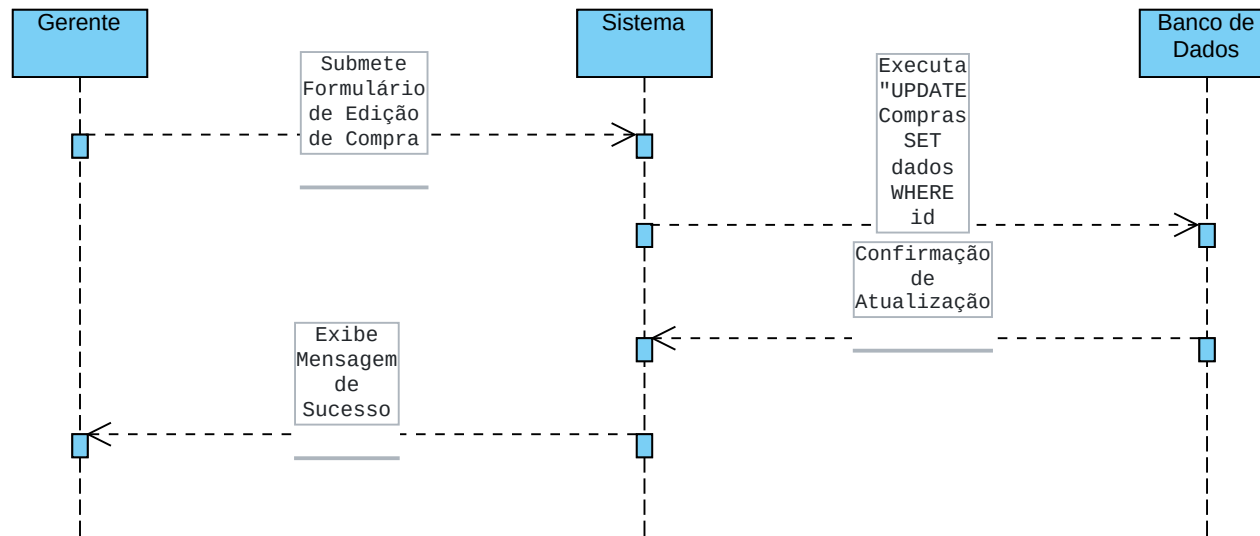 Gerente
Sistema
Banco de
Dados
Submete
Formulário
de Edição
de Compra
Executa
"UPDATE
Compras
SET
dados
WHERE
id
Confirmação
de
Atualização
Exibe
Mensagem
de
Sucesso